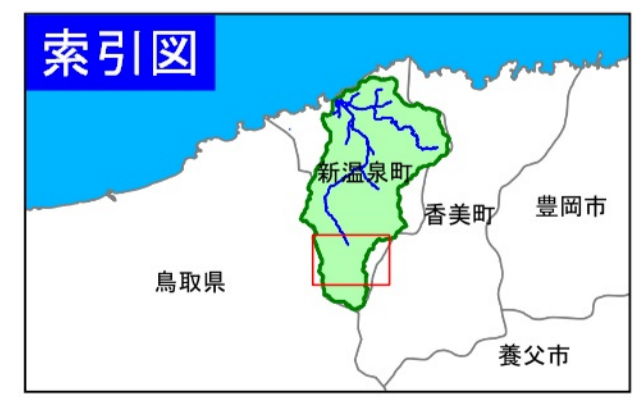 索引図
新温泉町
香美町
豊岡市
鳥取県
養父市